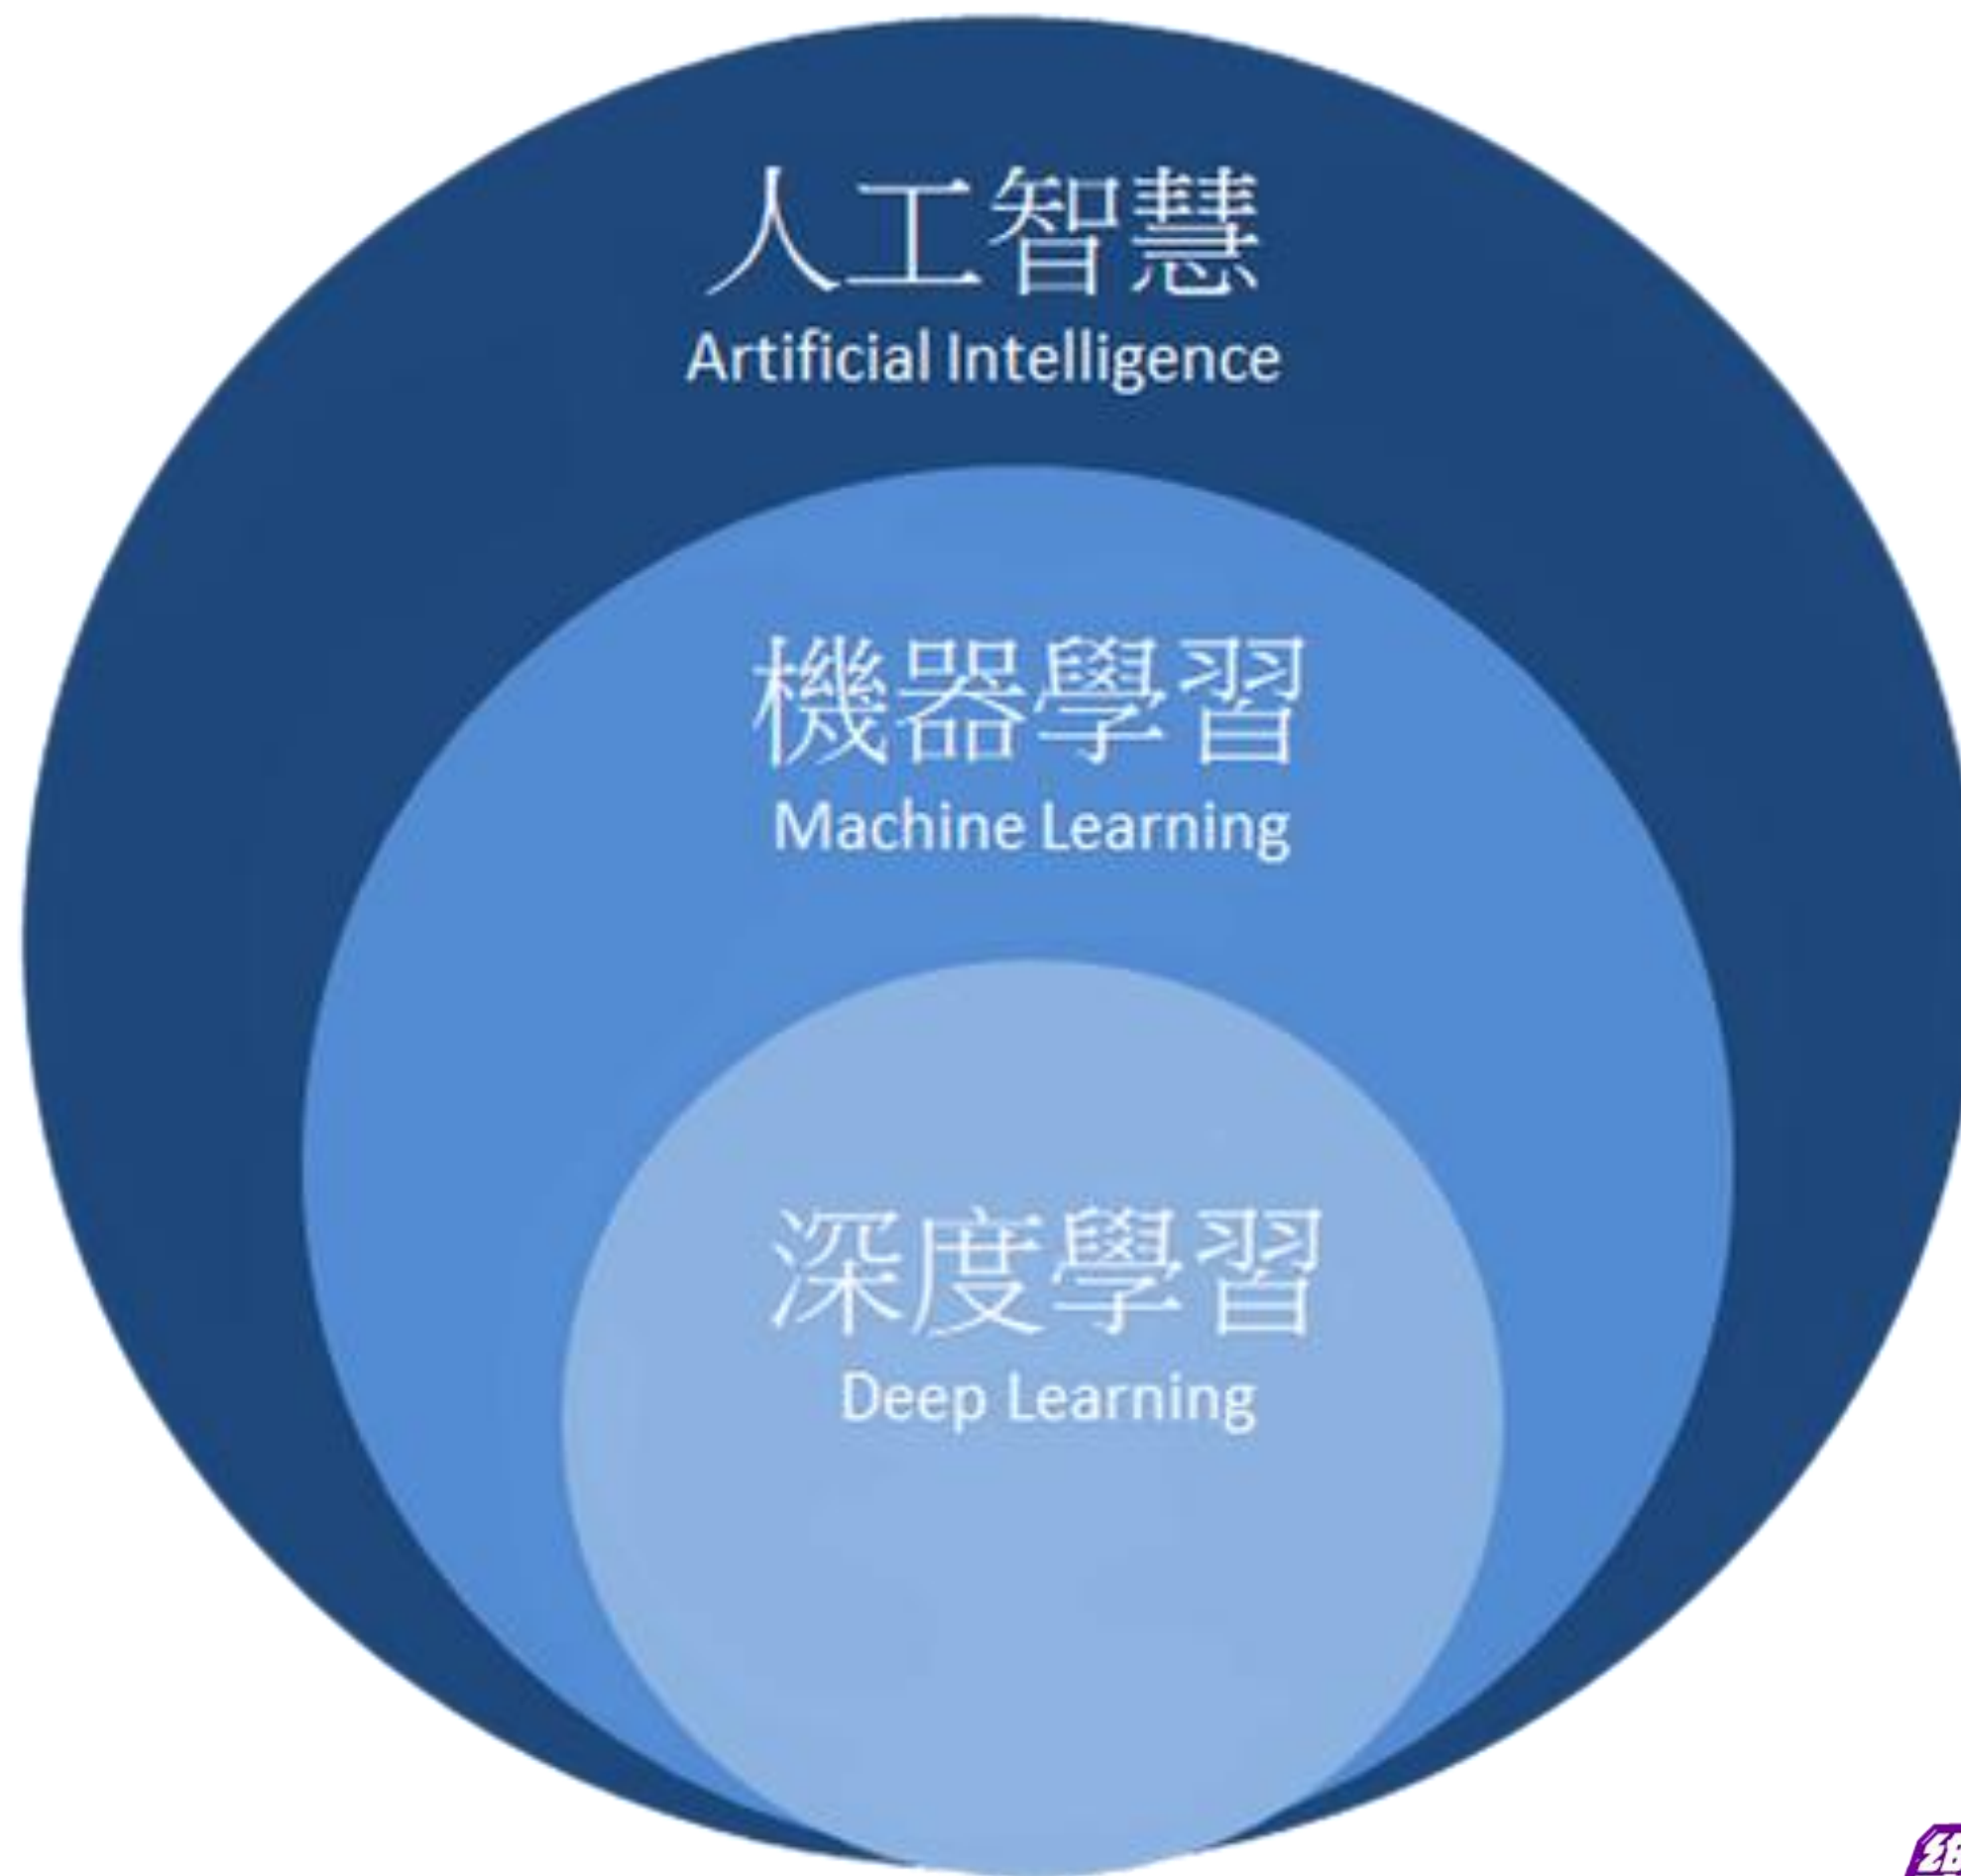 人工智慧
Artificial Intelligence
機器學習
Machine Learning
深度學習
Deep Learning